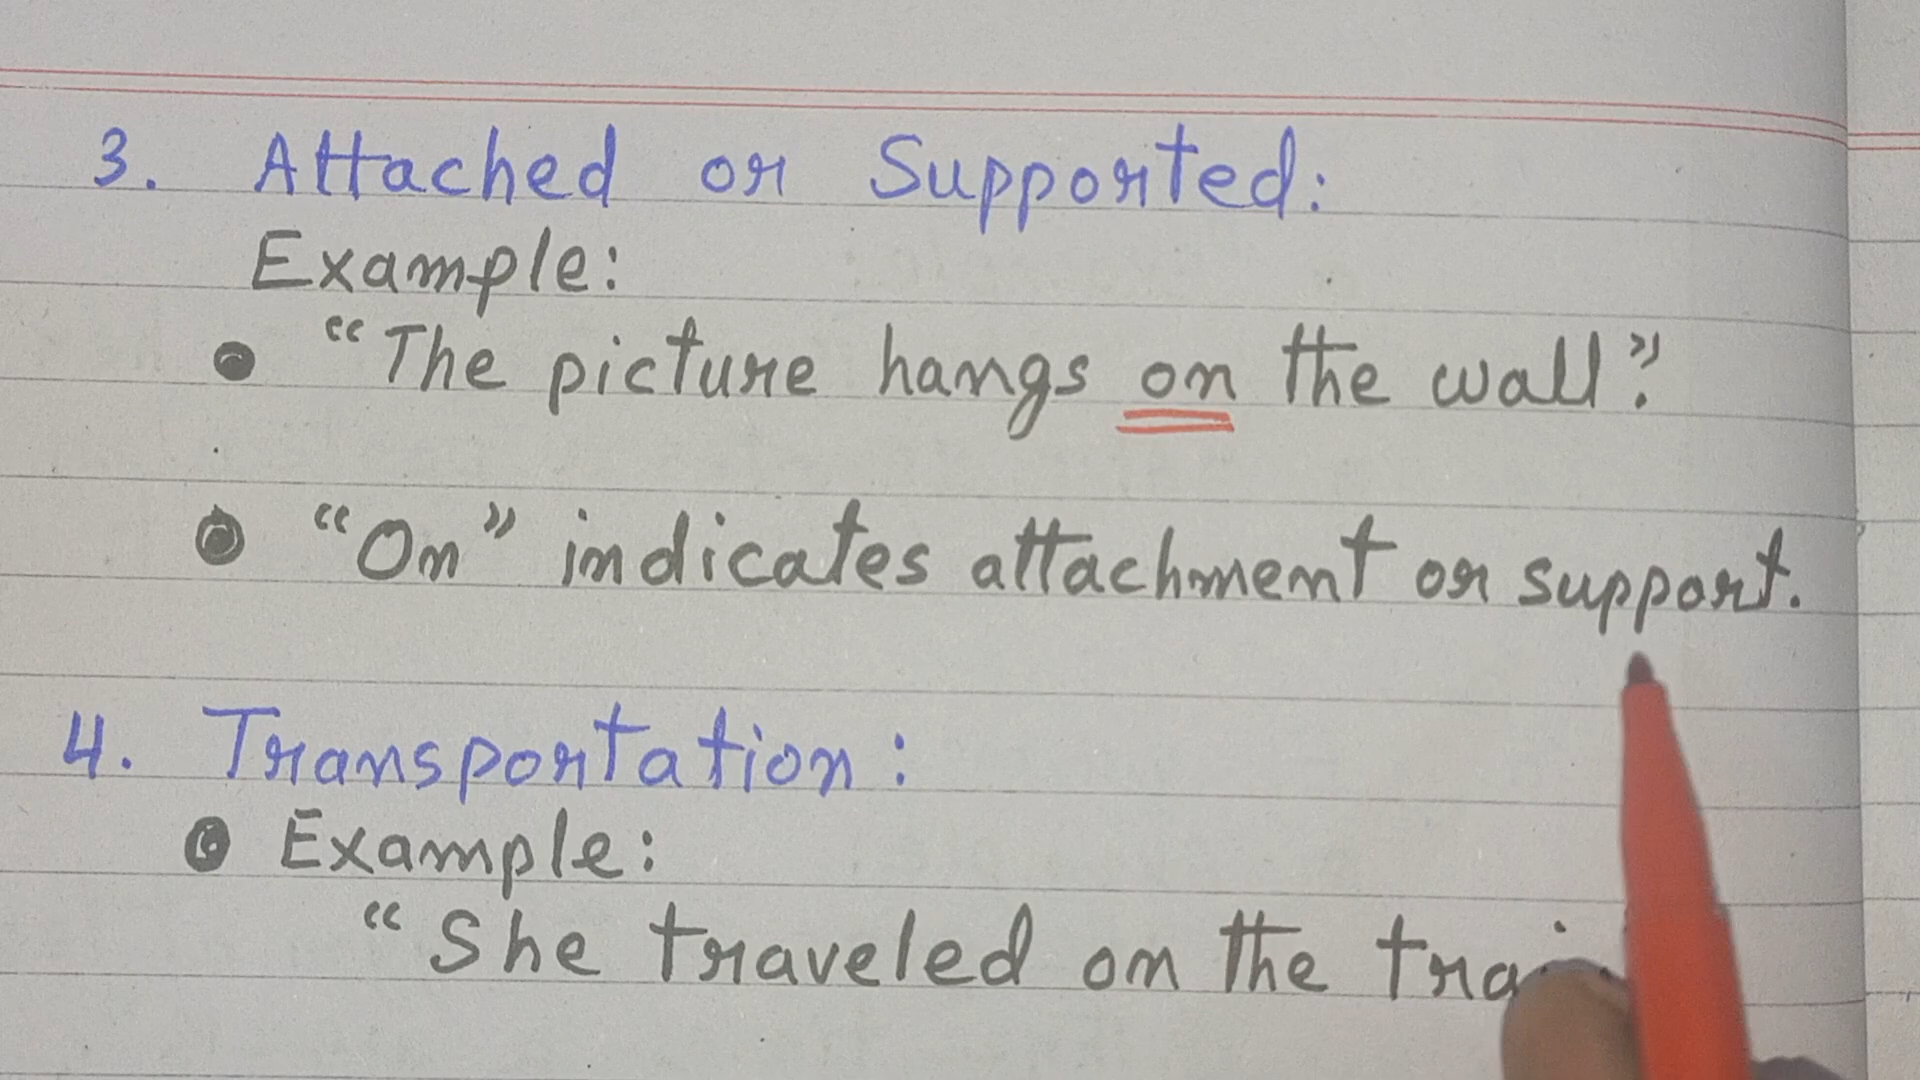 3. Attached or Supported:
Example:
● “The picture hangs on the wall”.
● “On” indicates attachment or support.
4. Transportation:
● Example:
“She traveled on the